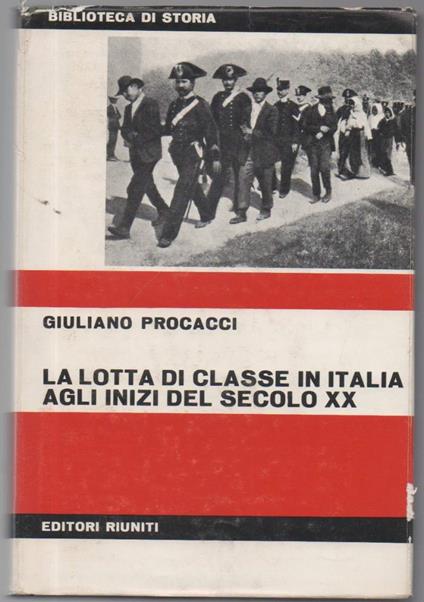 BIBLIOTECA DI STORIA
GIULIANO PROCACCI
LA LOTTA DI CLASSE IN ITALIA
AGLI INIZI DEL SECOLO XX
EDITORI RIUNITI